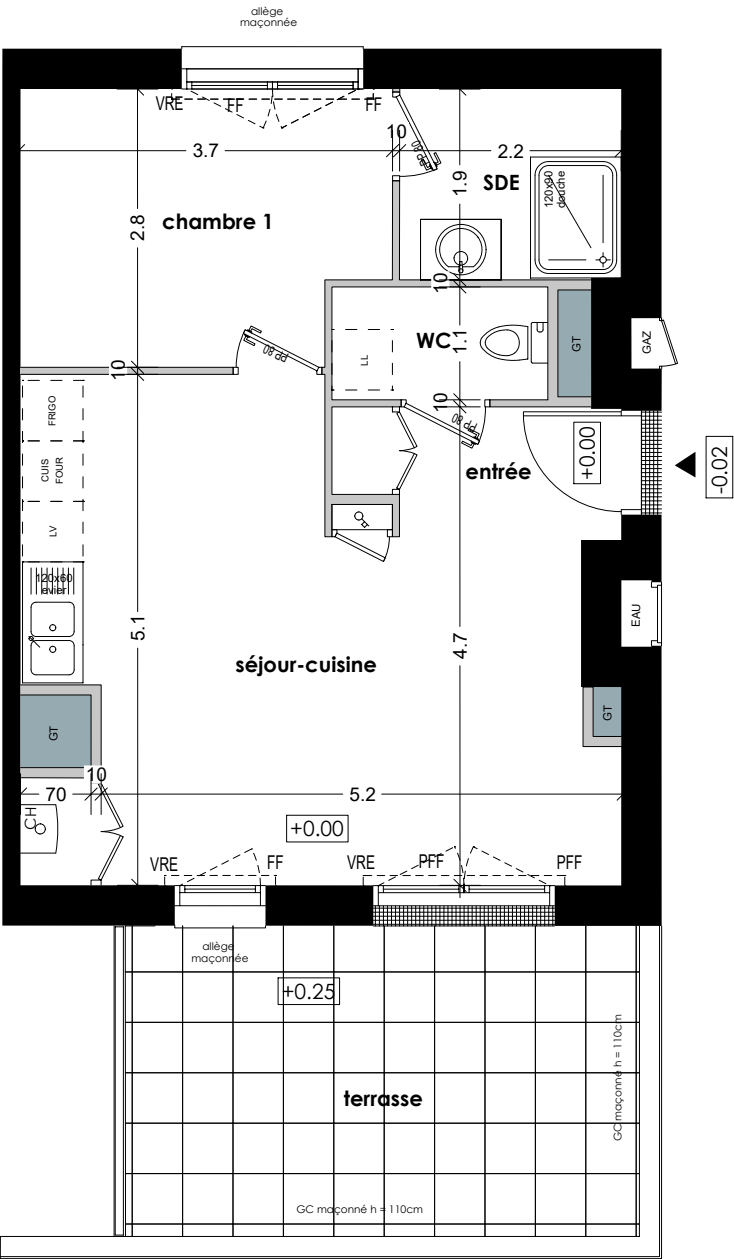 allège
maçonnée
VRE
FF
FF
3.7
10
2.2
PP 80
1.9
SDE
120x90
douche
2.8
chambre 1
10
WC
1.1
LL
GT
GAZ
PP 80
10
10
PP 80
FRIGO
CUIS
FOUR
LV
120x60
evier
entrée
+0.00
-0.02
5.1
4.7
EAU
séjour-cuisine
GT
GT
10
70
5.2
CH
+0.00
VRE
FF
VRE
PFF
PFF
allège
maçonnée
+0.25
GC maçonné h = 110cm
terrasse
GC maçonné h = 110cm